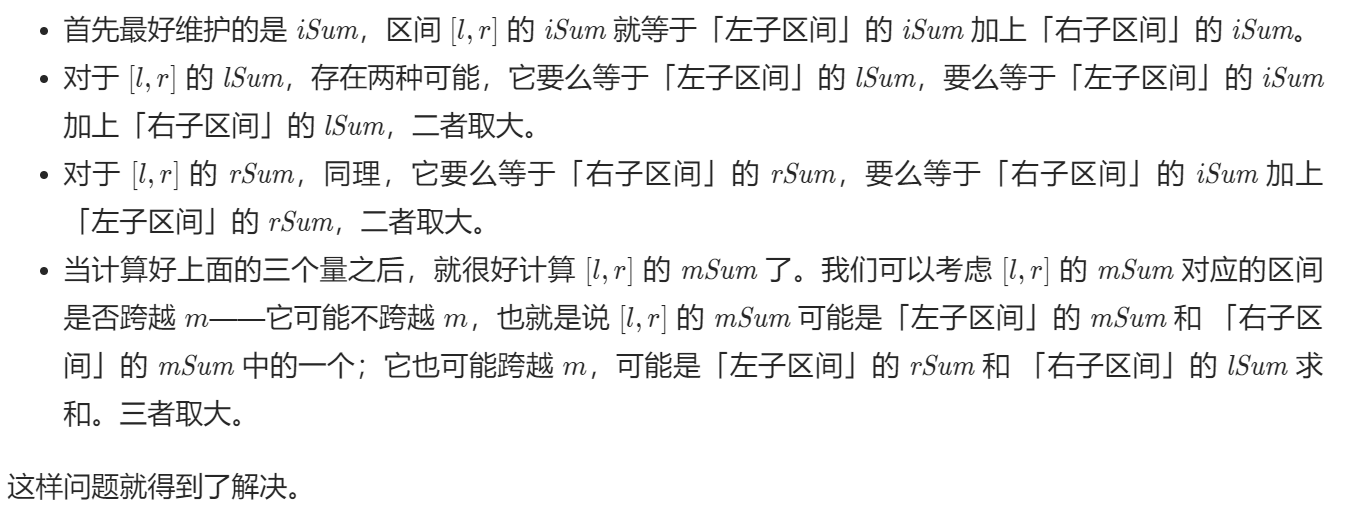 • 首先最好维护的是 iSum，区间 [l, r] 的 iSum 就等于「左子区间」的 iSum 加上「右子区间」的 iSum。
• 对于 [l, r] 的 lSum，存在两种可能，它要么等于「左子区间」的 lSum，要么等于「左子区间」的 iSum
加上「右子区间」的 lSum，二者取大。
• 对于 [l, r] 的 rSum，同理，它要么等于「右子区间」的 rSum，要么等于「右子区间」的 iSum 加上
「左子区间」的 rSum，二者取大。
• 当计算好上面的三个量之后，就很好计算 [l, r] 的 mSum 了。我们可以考虑 [l, r] 的 mSum 对应的区间
是否跨越 m——它可能不跨越 m，也就是说 [l, r] 的 mSum 可能是「左子区间」的 mSum 和 「右子区
间」的 mSum 中的一个；它也可能跨越 m，可能是「左子区间」的 rSum 和 「右子区间」的 lSum 求
和。三者取大。
这样问题就得到了解决。